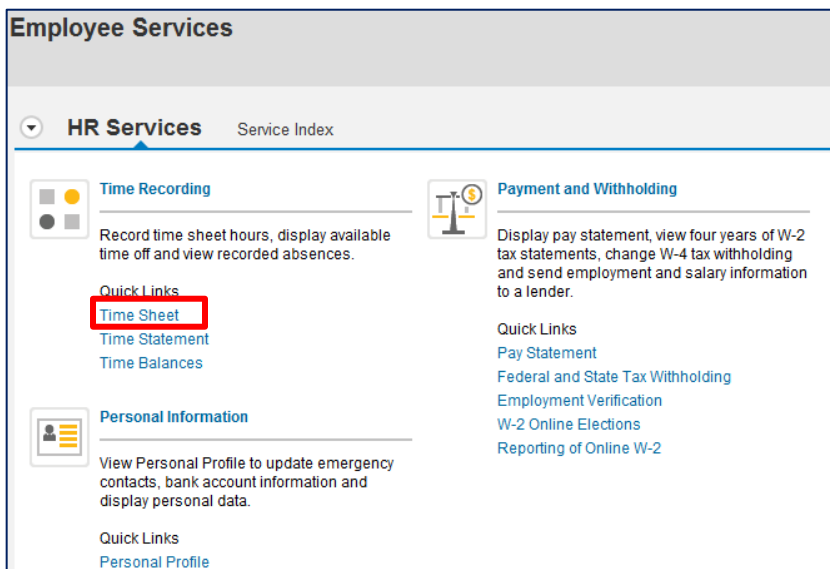 Employee Services
HR Services
Service Index
Time Recording
Record time sheet hours, display available
time off and view recorded absences.
Quick Links
Time Sheet
Time Statement
Time Balances
Payment and Withholding
Display pay statement, view four years of W-2
tax statements, change W-4 tax withholding
and send employment and salary information
to a lender.
Quick Links
Pay Statement
Federal and State Tax Withholding
Employment Verification
W-2 Online Elections
Reporting of Online W-2
Personal Information
View Personal Profile to update emergency
contacts, bank account information and
display personal data.
Quick Links
Personal Profile